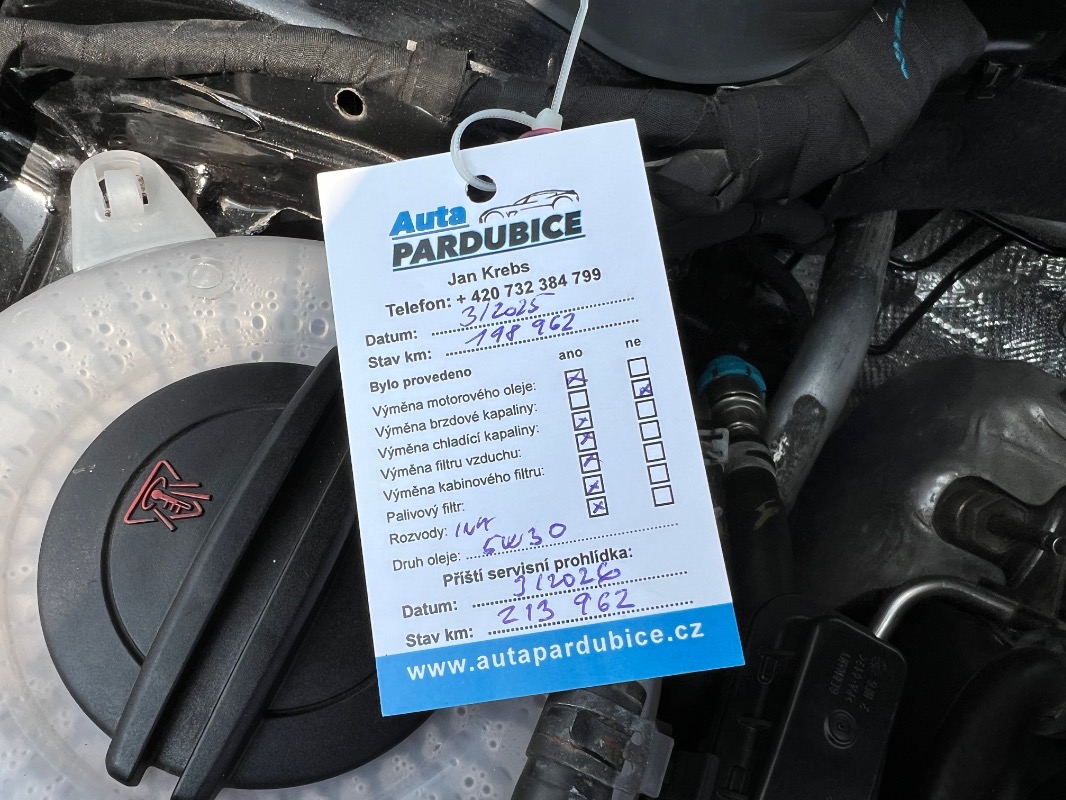 Auta
PARDUBICE
Jan Krebs
Telefon: + 420 732 384 799
Datum: 3/2025
Stav km: 198 962
Bylo provedeno ano ne
Výměna motorového oleje:
Výměna brzdové kapaliny:
Výměna chladící kapaliny:
Výměna filtru vzduchu:
Výměna kabinového filtru:
Palivový filtr:
Rozvody: INA
Druh oleje: 5W30
Příští servisní prohlídka:
Datum: 3/2026
Stav km: 213 962
www.autapardubice.cz
GERMANY